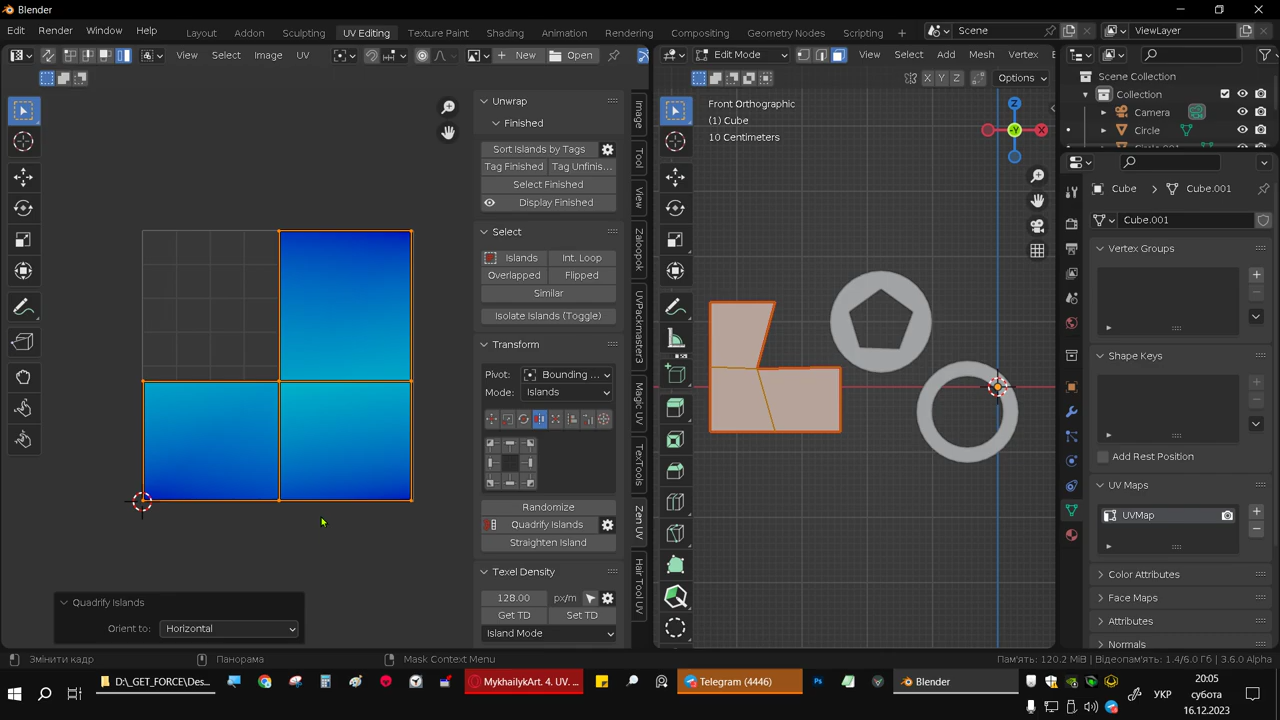 Blender
Edit Render Window Help Layout Adding Sculpting UV Editing Texture Paint Shading Animation Rendering Compositing Geometry Nodes Scripting Scene ViewLayer
View Select Image UV New Open Edit Mode View Select Add Mesh Vertex
Options
Unwrap
Finished
Sort Islands by Tags
Tag Finished Tag Unfinis...
Select Finished
Display Finished
Select
Islands Int. Loop
Overlapped Flipped
Similar
Isolate Islands (Toggle)
Transform
Pivot: Bounding ...
Mode: Islands
Randomize
Quadrify Islands
Straighten Island
Texel Density
128.00 px/m
Get TD Set TD
Island Mode
Image
Tool
View
Zaloopok
UVPackmaster3
Magic UV
TexTools
Zen UV
Hair Tool UV
Quadrify Islands
Orient to: Horizontal
Front Orthographic
(1) Cube
10 Centimeters
Z
X
-Y
X Y Z
Scene Collection
Collection
Camera
Circle
Cube Cube.001
Cube.001
Vertex Groups
Shape Keys
Add Rest Position
UV Maps
UVMap
Color Attributes
Face Maps
Attributes
Normals
Змінити кадр Панорама Mask Context Menu Пам'ять: 120.2 MiB | Відеопам'ять: 1.4/6.0 Гіб | 3.6.0 Alpha
D:\_GET_FORCE\Des... MykhailykArt. 4. UV. ... Telegram (4446) Blender
УКР
20:05
субота
16.12.2023